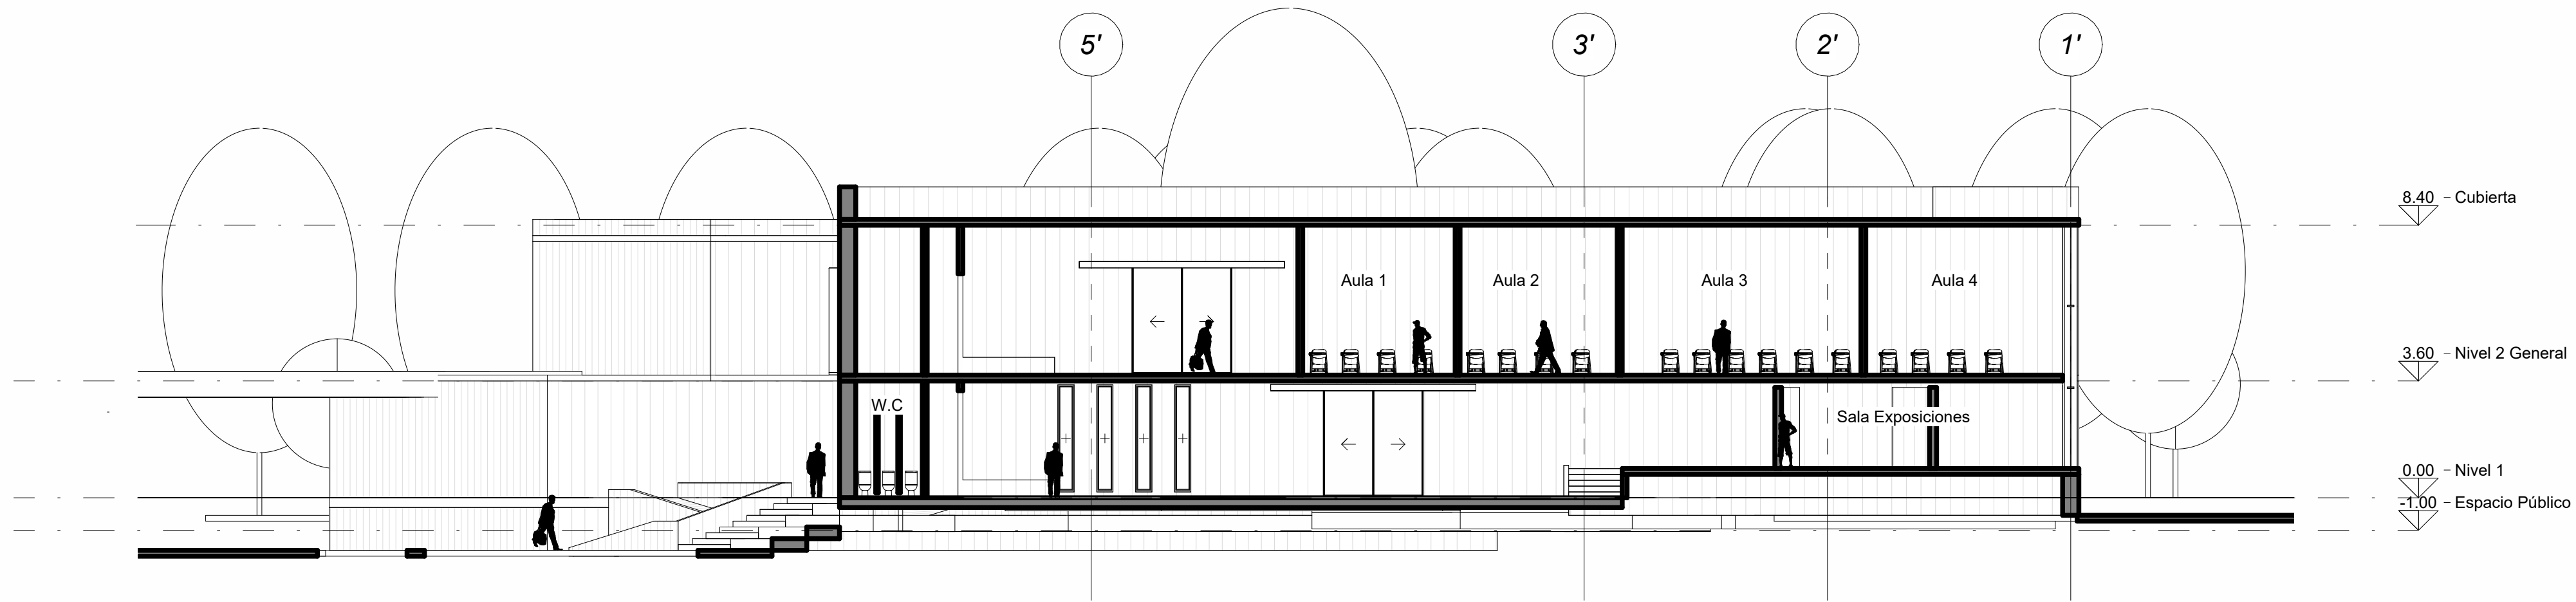 5' 3' 2' 1'
8.40 Cubierta
Aula 1 Aula 2 Aula 3 Aula 4
3.60 Nivel 2 General
W.C
Sala Exposiciones
0.00 Nivel 1
-1.00 Espacio Público